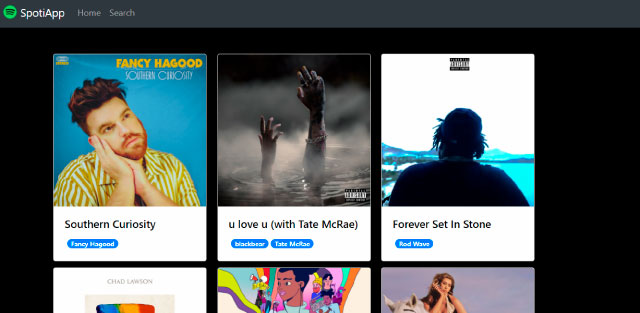 SpotiApp Home Search
FANCY HAGOOD
SOUTHERN CURIOSITY
Southern Curiosity
Fancy Hagood
u love u (with Tate McRae)
blackbear Tate McRae
Forever Set In Stone
Rod Wave
CHAD LAWSON